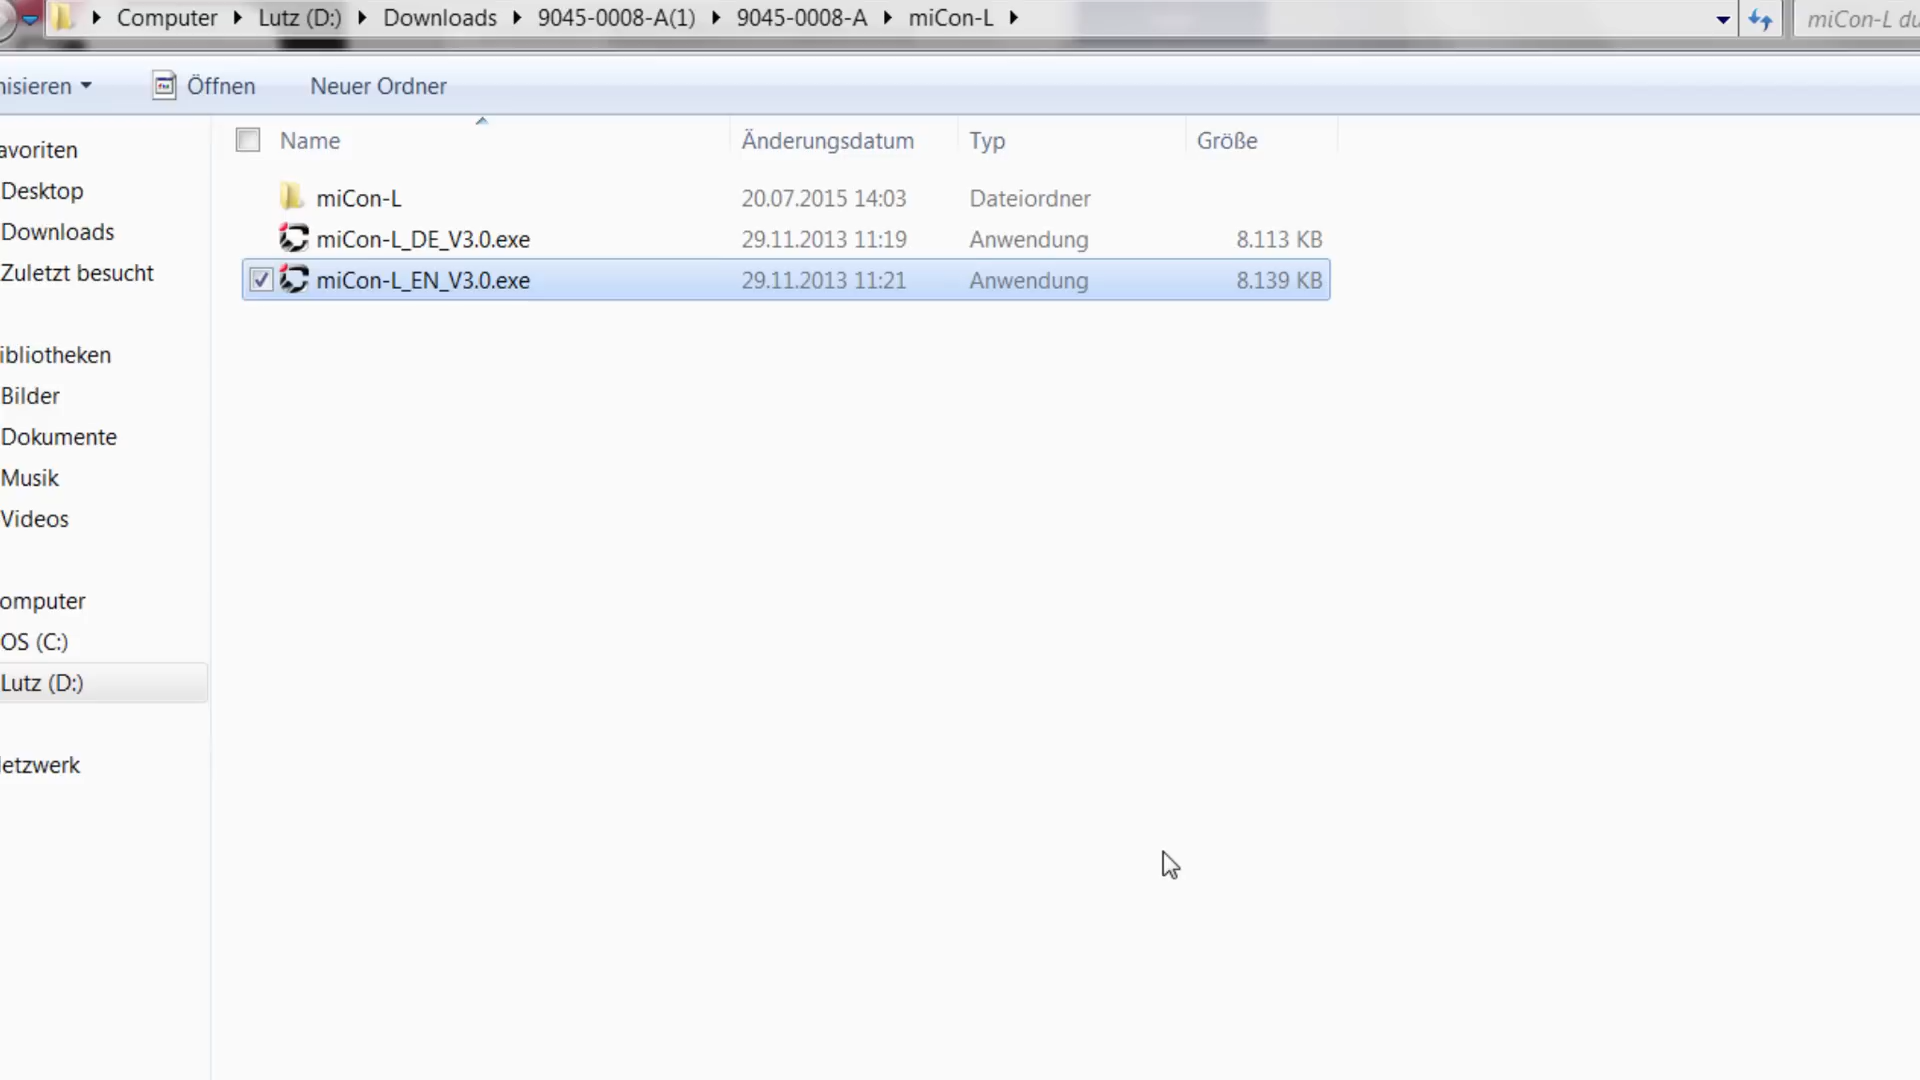 Computer Lutz (D:) Downloads 9045-0008-A(1) 9045-0008-A miCon-L miCon-L du
nisieren Öffnen Neuer Ordner
Name Änderungsdatum Typ Größe
avoriten
Desktop
Downloads
Zuletzt besucht
ibliotheken
Bilder
Dokumente
Musik
Videos
omputer
OS (C:)
Lutz (D:)
letzwerk
miCon-L 20.07.2015 14:03 Dateiordner
miCon-L_DE_V3.0.exe 29.11.2013 11:19 Anwendung 8.113 KB
miCon-L_EN_V3.0.exe 29.11.2013 11:21 Anwendung 8.139 KB